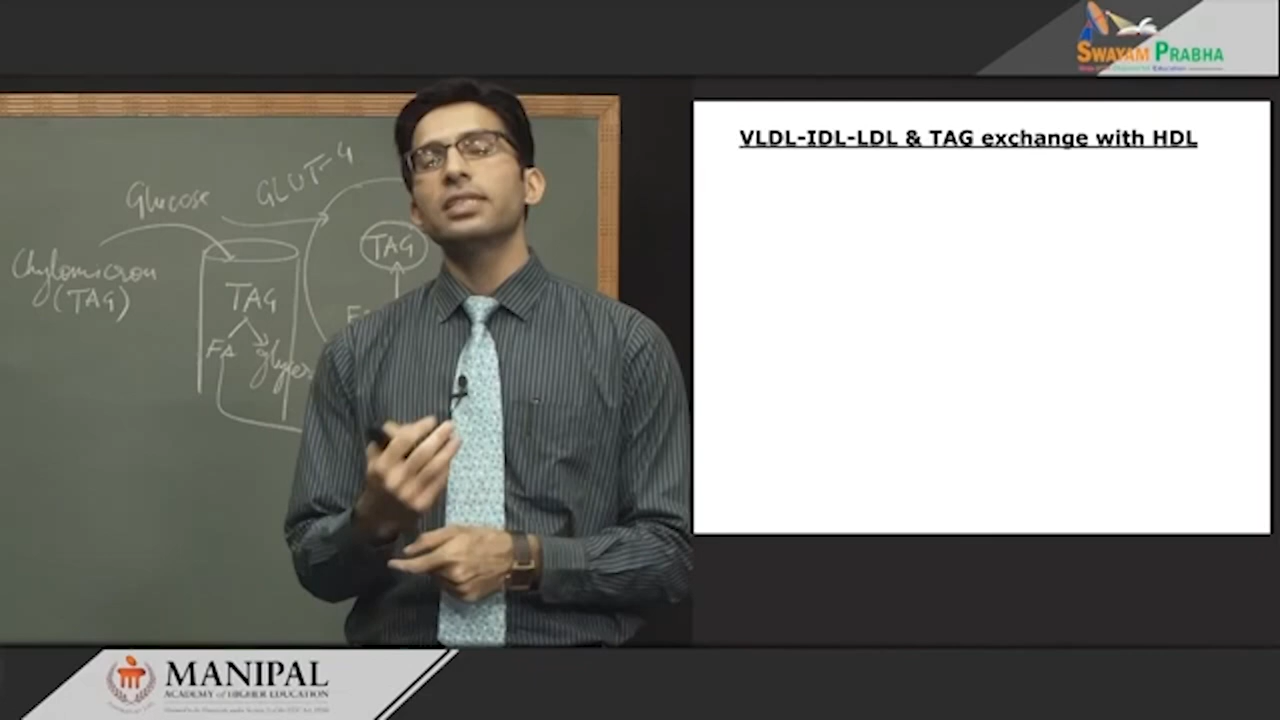 SWAYAM PRABHA
VLDL-IDL-LDL & TAG exchange with HDL
Glucose
GLUT-4
Chylomicron
(TAG)
TAG
TAG
FA
MANIPAL
ACADEMY of HIGHER EDUCATION